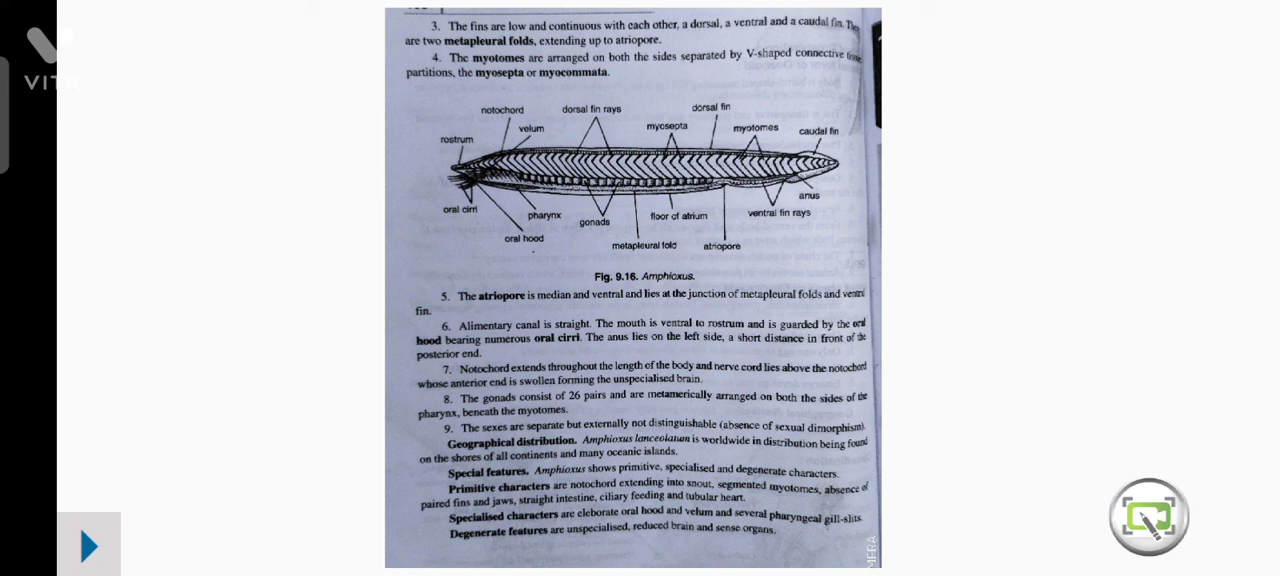 VITA
3. The fins are low and continuous with each other, a dorsal, a ventral and a caudal fin. They
are two metapleural folds, extending up to atriopore.
4. The myotomes are arranged on both the sides separated by V-shaped connective
partitions, the myosepta or myocommata.
notochord dorsal fin rays dorsal fin
rostrum velum myosepta myotomes caudal fin
oral cirri pharynx gonads floor of atrium ventral fin rays anus
oral hood metapleural fold atriopore
Fig. 9.16. Amphioxus.
5. The atriopore is median and ventral and lies at the junction of metapleural folds and
fin.
6. Alimentary canal is straight. The mouth is ventral to rostrum and is guarded by the oral
hood bearing numerous oral cirri. The anus lies on the left side, a short distance in front of the
posterior end.
7. Notochord extends throughout the length of the body and nerve cord lies above the notochord
whose anterior end is swollen forming the unspecialised brain.
8. The gonads consist of 26 pairs and are metamerically arranged on both the sides of the
pharynx, beneath the myotomes.
9. The sexes are separate but externally not distinguishable (absence of sexual dimorphism).
Geographical distribution. Amphioxus lanceolatum is worldwide in distribution being found
on the shores of all continents and many oceanic islands.
Special features. Amphioxus shows primitive, specialised and degenerate characters.
Primitive characters are notochord extending into snout, segmented myotomes, absence of
paired fins and jaws, straight intestine, ciliary feeding and tubular heart.
Specialised characters are eleborate oral hood and velum and several pharyngeal gill-slits.
Degenerate features are unspecialised, reduced brain and sense organs.
MERA